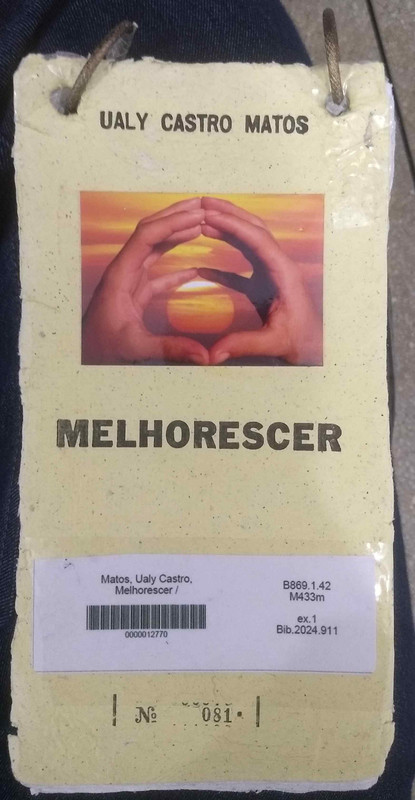 UALY CASTRO MATOS
MELHORESCER
Matos, Ualy Castro,
Melhorescer /
0000012770
B869.1.42
M433m
ex.1
Bib.2024.911
№ 081